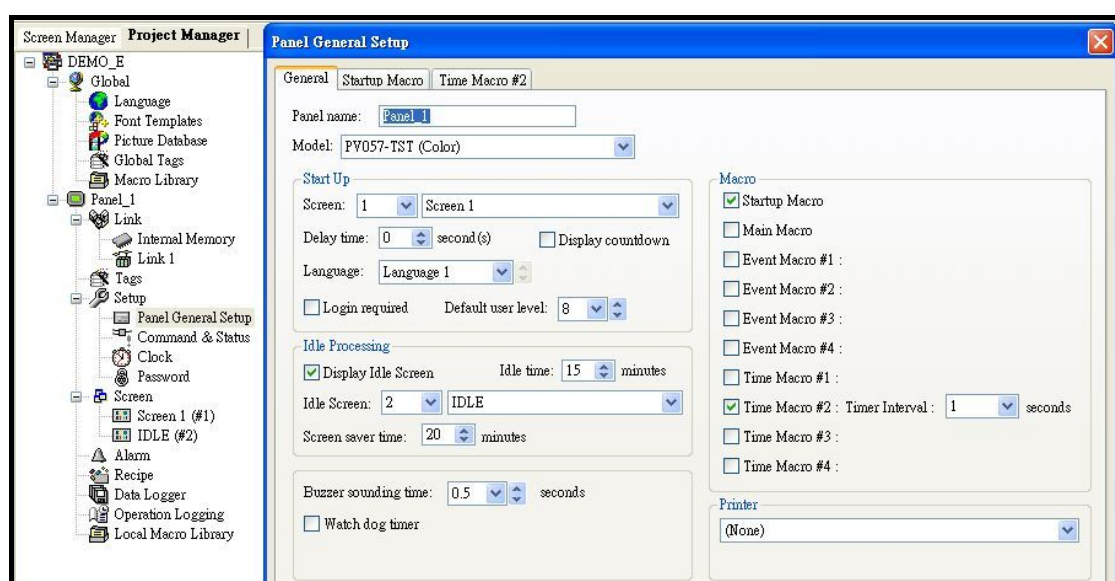 Screen Manager Project Manager
DEMO_E
Global
Language
Font Templates
Picture Database
Global Tags
Macro Library
Panel_1
Link
Internal Memory
Link 1
Tags
Setup
Panel General Setup
Command & Status
Clock
Password
Screen
Screen 1 (#1)
IDLE (#2)
Alarm
Recipe
Data Logger
Operation Logging
Local Macro Library
Panel General Setup
General Startup Macro Time Macro #2
Panel name: Panel_1
Model: PV057-TST (Color)
Start Up
Screen: 1 Screen 1
Delay time: 0 second(s) Display countdown
Language: Language 1
Login required Default user level: 8
Idle Processing
Display Idle Screen Idle time: 15 minutes
Idle Screen: 2 IDLE
Screen saver time: 20 minutes
Buzzer sounding time: 0.5 seconds
Watch dog timer
Macro
Startup Macro
Main Macro
Event Macro #1 :
Event Macro #2 :
Event Macro #3 :
Event Macro #4 :
Time Macro #1 :
Time Macro #2 : Timer Interval : 1 seconds
Time Macro #3 :
Time Macro #4 :
Printer
(None)